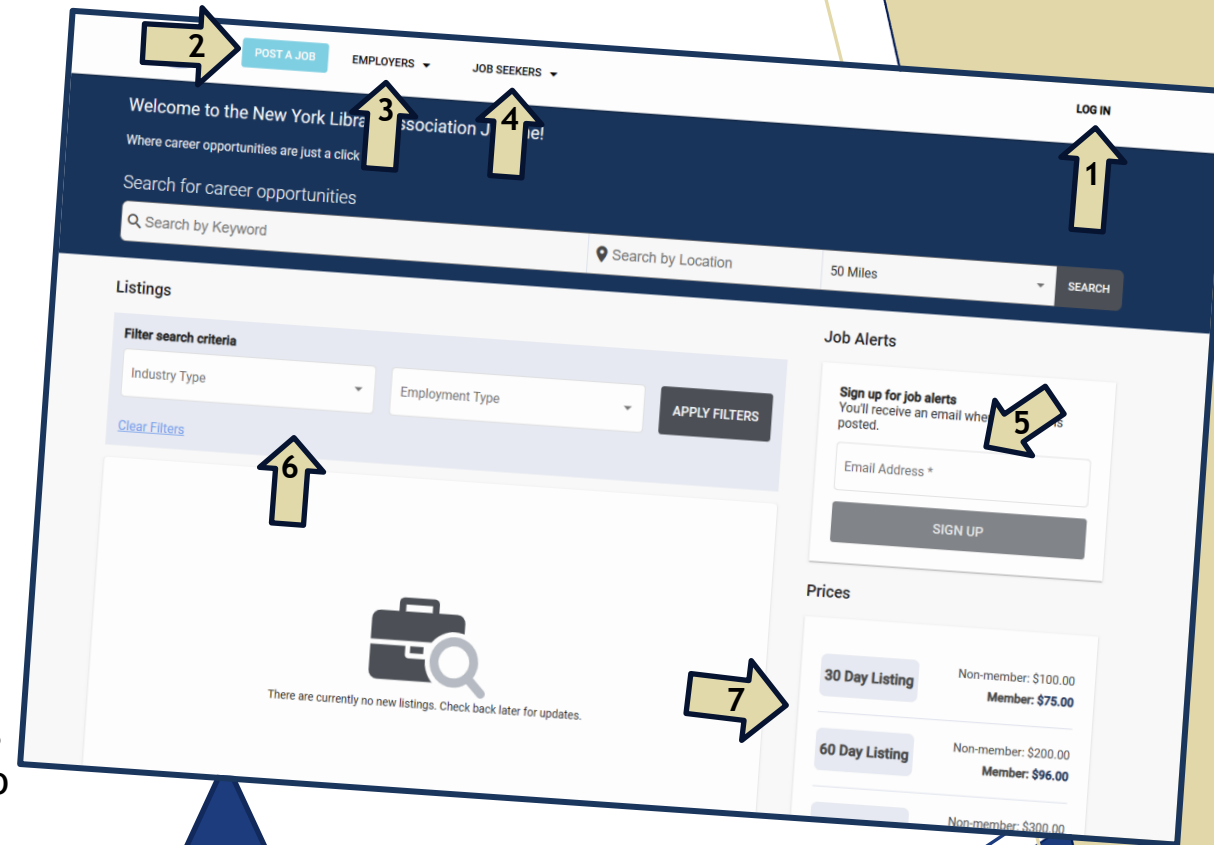 2
POST A JOB
EMPLOYERS
JOB SEEKERS
LOG IN
3
4
1
Welcome to the New York Libra ssociation J e!
Where career opportunities are just a click
Search for career opportunities
Search by Keyword
Search by Location
50 Miles
SEARCH
Listings
Filter search criteria
Industry Type
Employment Type
APPLY FILTERS
Clear Filters
6
There are currently no new listings. Check back later for updates.
Job Alerts
Sign up for job alerts
You'll receive an email whe is
posted.
5
Email Address *
SIGN UP
Prices
7
30 Day Listing
Non-member: $100.00
Member: $75.00
60 Day Listing
Non-member: $200.00
Member: $96.00
Non-member: $300.00